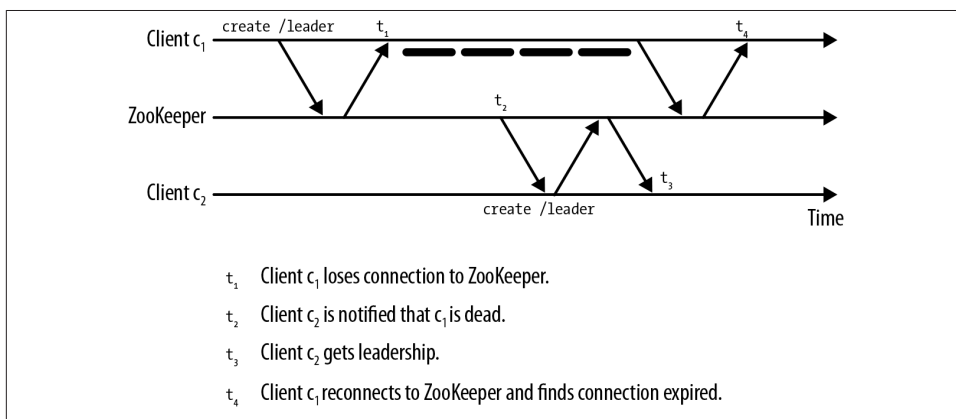 create /leader
t₁
t₄
Client c₁
t₂
ZooKeeper
t₃
Client c₂
create /leader
Time
t₁ Client c₁ loses connection to ZooKeeper.
t₂ Client c₂ is notified that c₁ is dead.
t₃ Client c₂ gets leadership.
t₄ Client c₁ reconnects to ZooKeeper and finds connection expired.